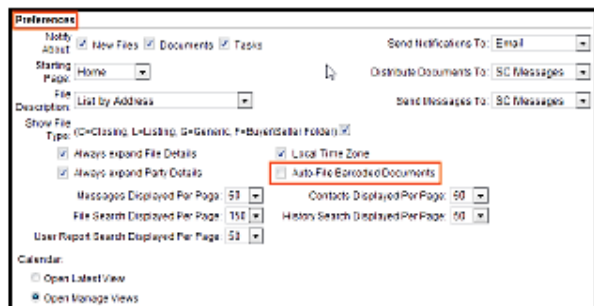 Preferences
Notify About: New Files Documents Tasks Send Notifications To: Email
Starting Page: Home Distribute Documents To: SC Messages
File Description: List by Address Send Messages To: SC Messages
Show File Type: (C=Closing, L=Listing, G=Generic, F=Buyer/Seller Folder)
Always expand File Details Local Time Zone
Always expand Party Details Auto-File Barcoded Documents
Messages Displayed Per Page: 50 Contacts Displayed Per Page:
File Search Displayed Per Page: 150 History Search Displayed Per Page:
User Report Search Displayed Per Page: 50
Calendar:
Open Latest View
Open Manage Views